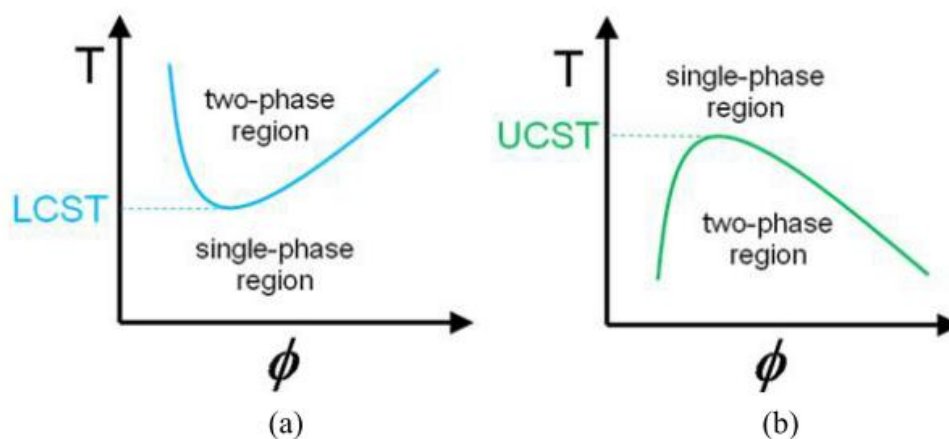 T
two-phase
region
LCST
single-phase
region
ϕ
(a)
T
single-phase
region
UCST
two-phase
region
ϕ
(b)